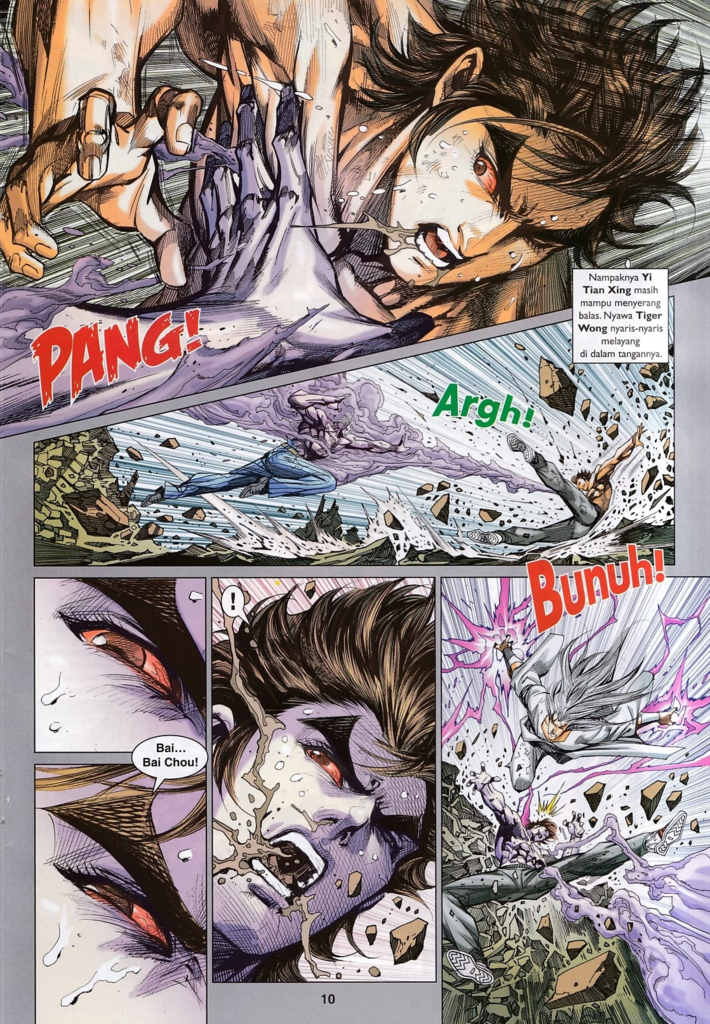 Nampaknya Yi
Tian Xing masih
mampu menyerang
balas. Nyawa Tiger
Wong nyaris-nyaris
melayang
di dalam tangannya.
PANG!
Argh!
Bunuh!
!
Bai...
Bai Chou!
10